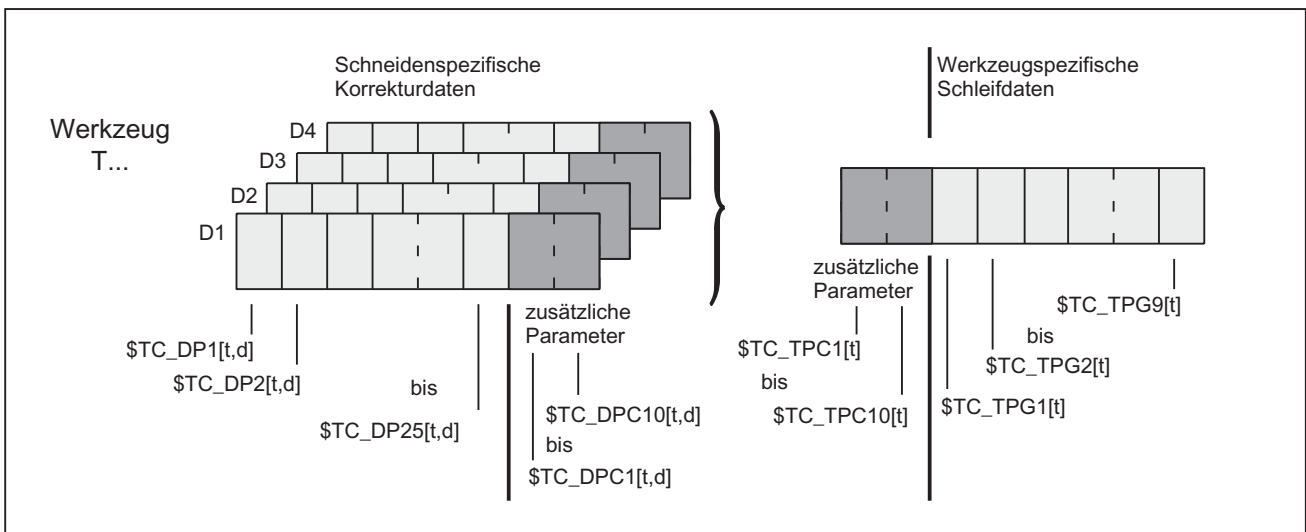 Schneidenspezifische
Korrekturdaten
Werkzeugspezifische
Schleifdaten
Werkzeug
T...
D4
D3
D2
D1
zusätzliche
Parameter
$TC_DP1[t,d]
$TC_DP2[t,d]
bis
$TC_DP25[t,d]
$TC_DPC10[t,d]
bis
$TC_DPC1[t,d]
zusätzliche
Parameter
$TC_TPC1[t]
bis
$TC_TPC10[t]
$TC_TPG9[t]
bis
$TC_TPG2[t]
$TC_TPG1[t]